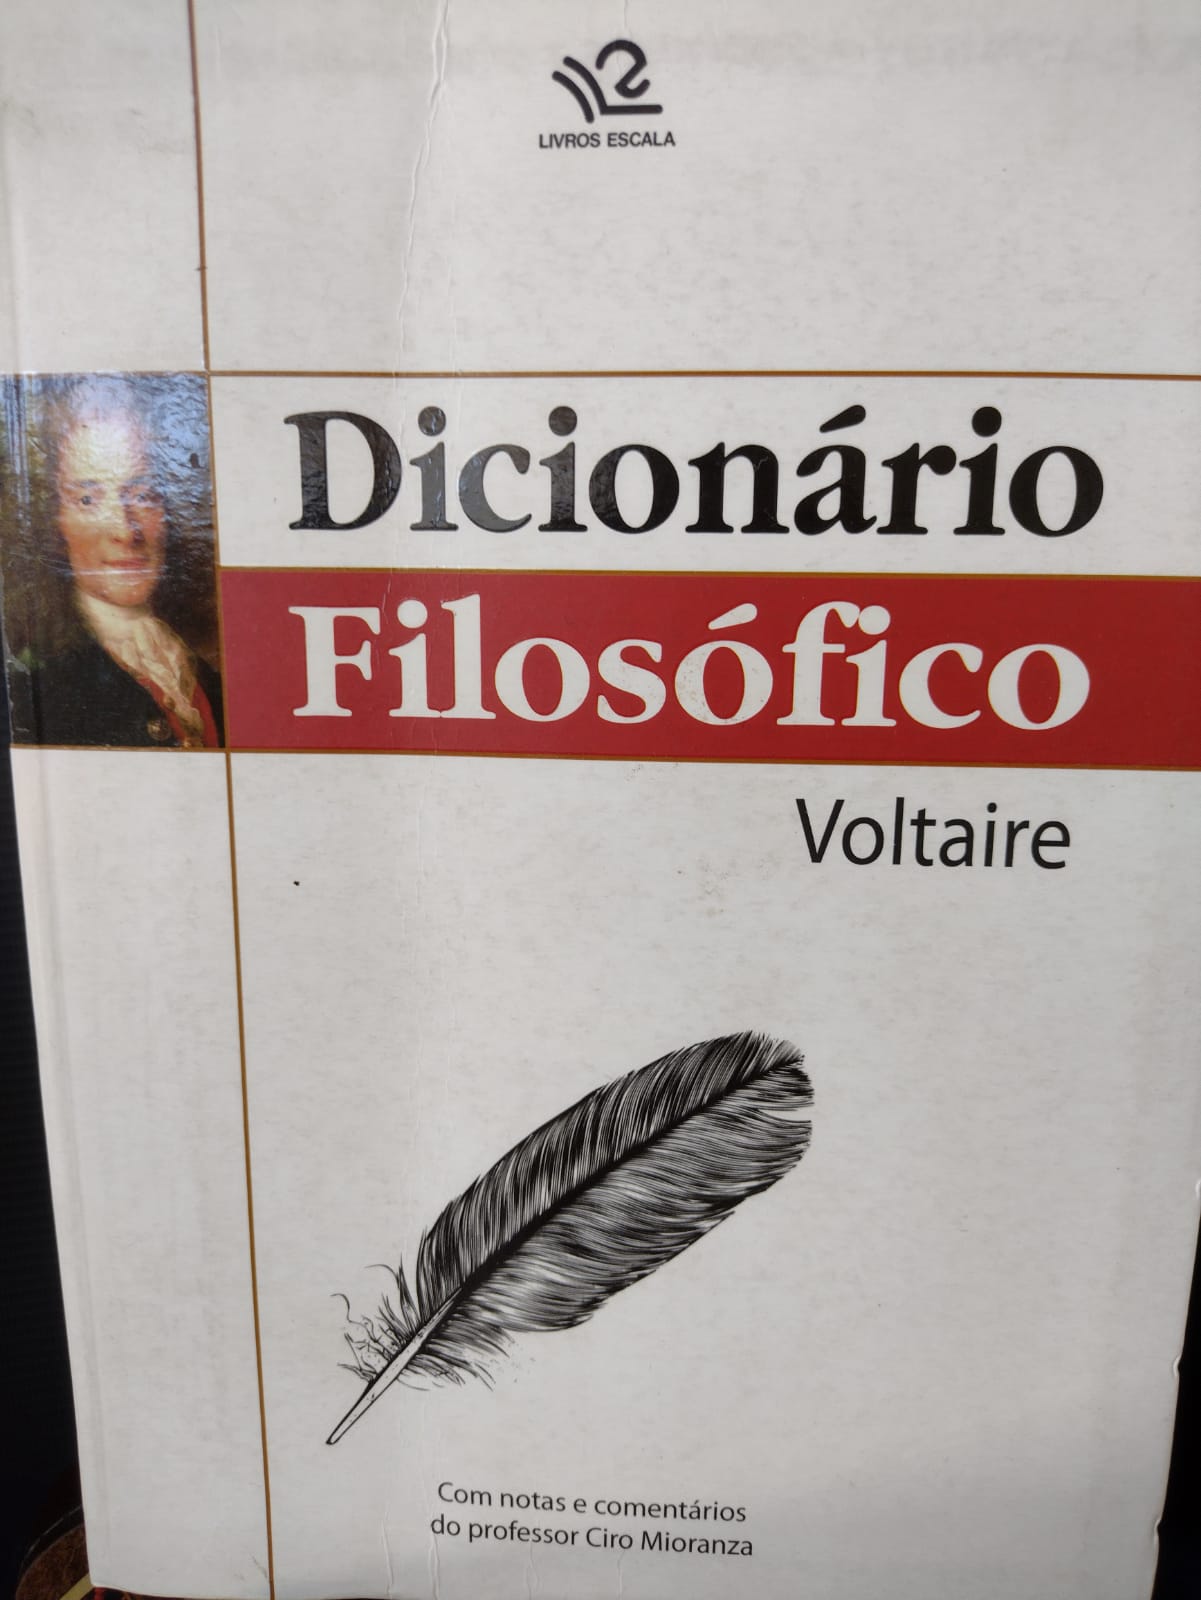 LIVROS ESCALA
Dicionário
Filosófico
Voltaire
Com notas e comentários
do professor Ciro Mioranza